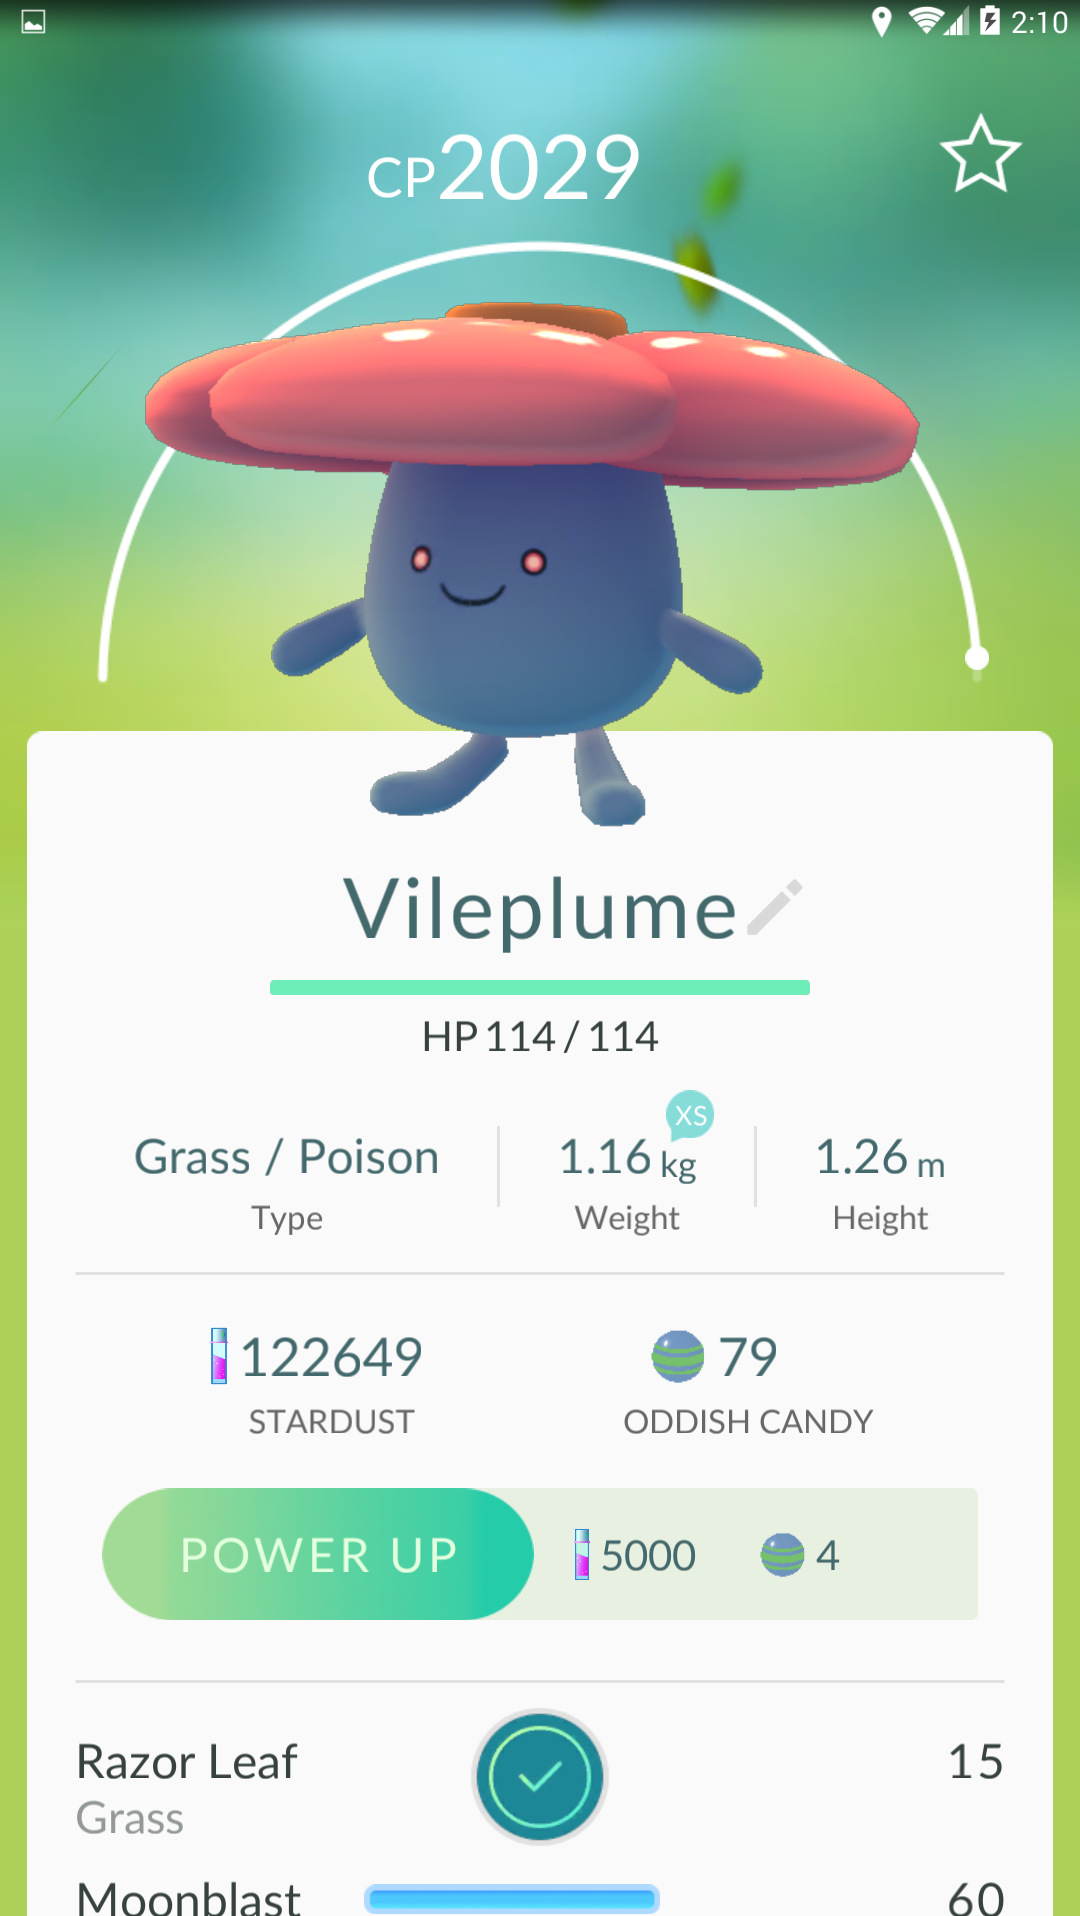 2:10
CP2029
Vileplume
HP 114 / 114
XS
Grass / Poison 1.16 kg 1.26 m
Type Weight Height
122649 79
STARDUST ODDISH CANDY
POWER UP 5000 4
Razor Leaf 15
Grass
Moonblast 60